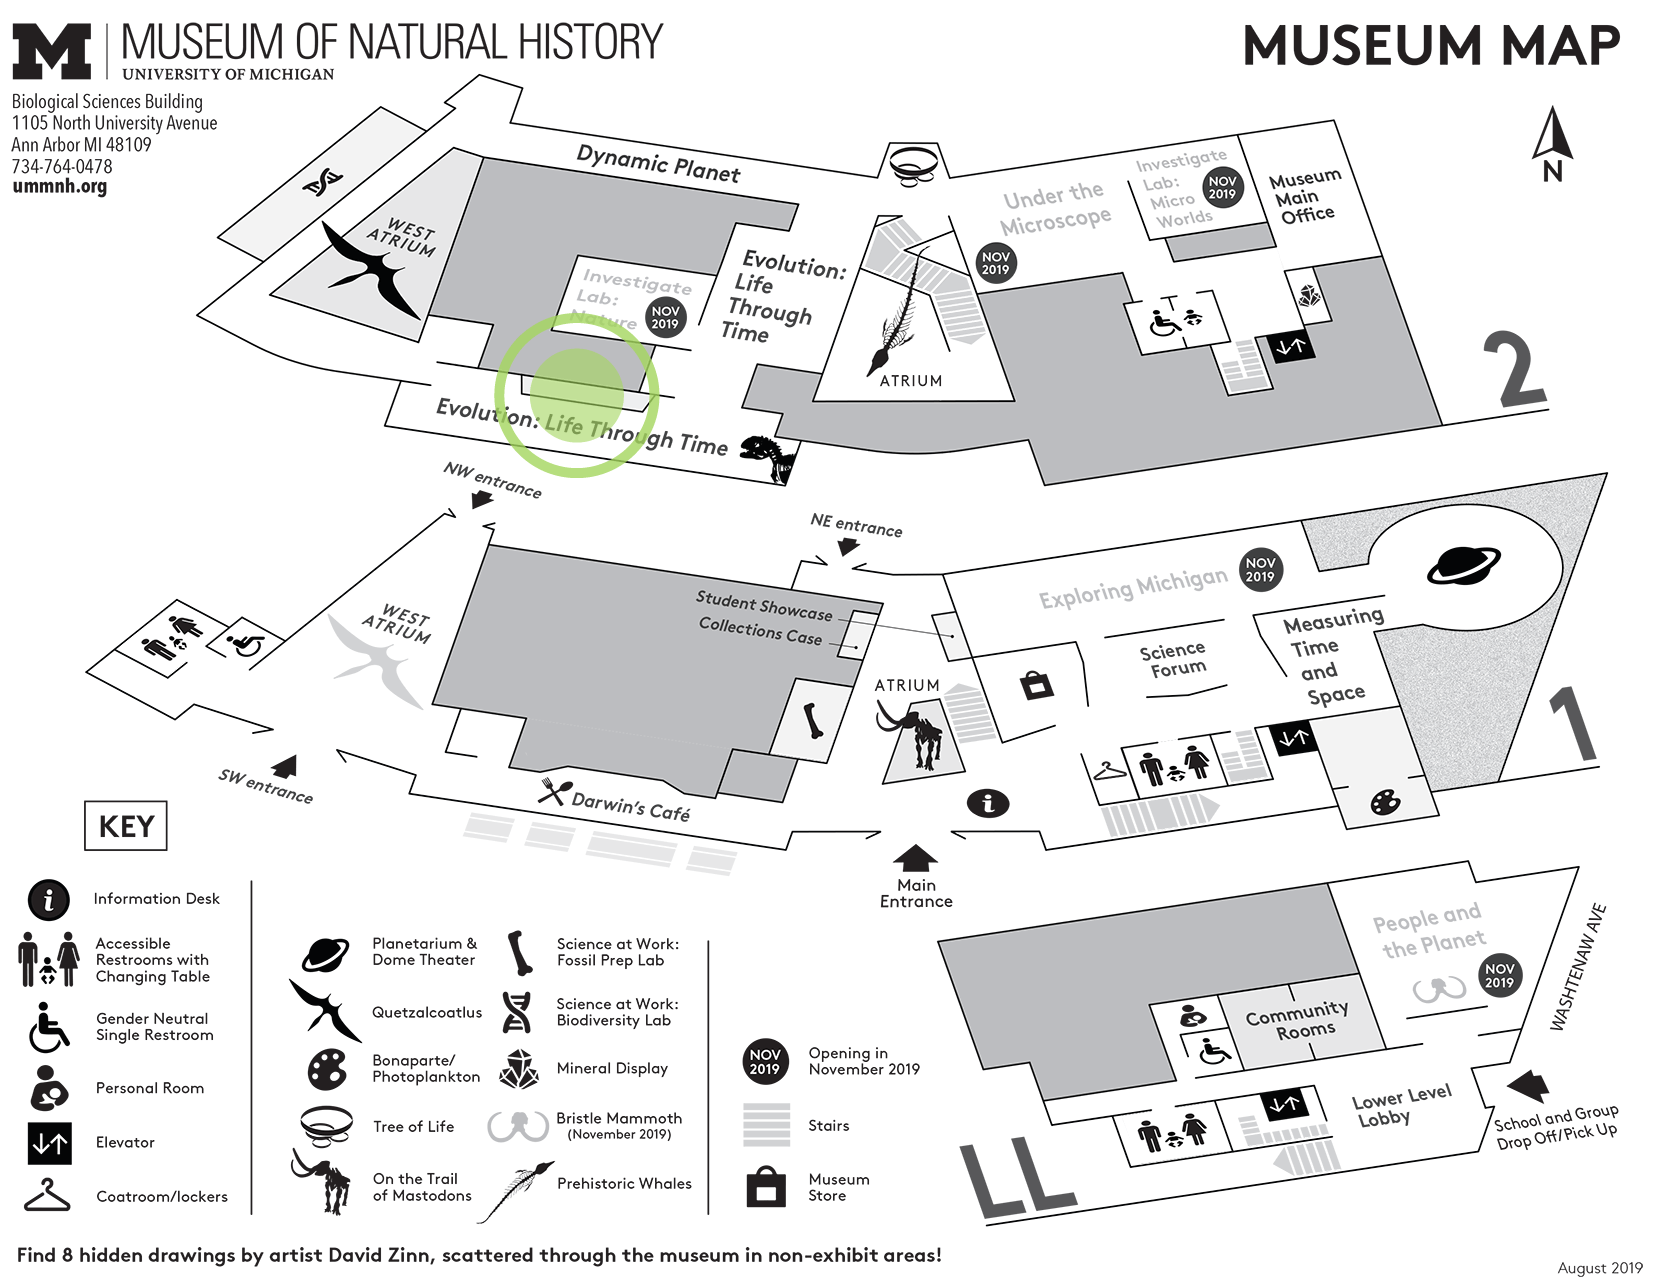 M
MUSEUM OF NATURAL HISTORY
UNIVERSITY OF MICHIGAN
Biological Sciences Building
1105 North University Avenue
Ann Arbor MI 48109
734-764-0478
ummnh.org
MUSEUM MAP
N
Dynamic Planet
WEST
ATRIUM
Investigate
Lab:
Nature
NOV
2019
Evolution:
Life
Through
Time
Evolution: Life Through Time
ATRIUM
Under the
Microscope
NOV
2019
Investigate
Lab:
Micro
Worlds
NOV
2019
Museum
Main
Office
2
NW entrance
NE entrance
WEST
ATRIUM
Student Showcase
Collections Case
Exploring Michigan
NOV
2019
Science
Forum
Measuring
Time
and
Space
ATRIUM
1
SW entrance
Darwin's Café
i
Main
Entrance
People and
the Planet
NOV
2019
Community
Rooms
Lower Level
Lobby
WASHTENAW AVE
School and Group
Drop Off/Pick Up
LL
KEY
i
Information Desk
Accessible
Restrooms with
Changing Table
Gender Neutral
Single Restroom
Personal Room
Elevator
Coatroom/lockers
Planetarium &
Dome Theater
Quetzalcoatlus
Bonaparte/
Photoplankton
Tree of Life
On the Trail
of Mastodons
Science at Work:
Fossil Prep Lab
Science at Work:
Biodiversity Lab
Mineral Display
Bristle Mammoth
(November 2019)
Prehistoric Whales
NOV
2019
Opening in
November 2019
Stairs
Museum
Store
Find 8 hidden drawings by artist David Zinn, scattered through the museum in non-exhibit areas!
August 2019